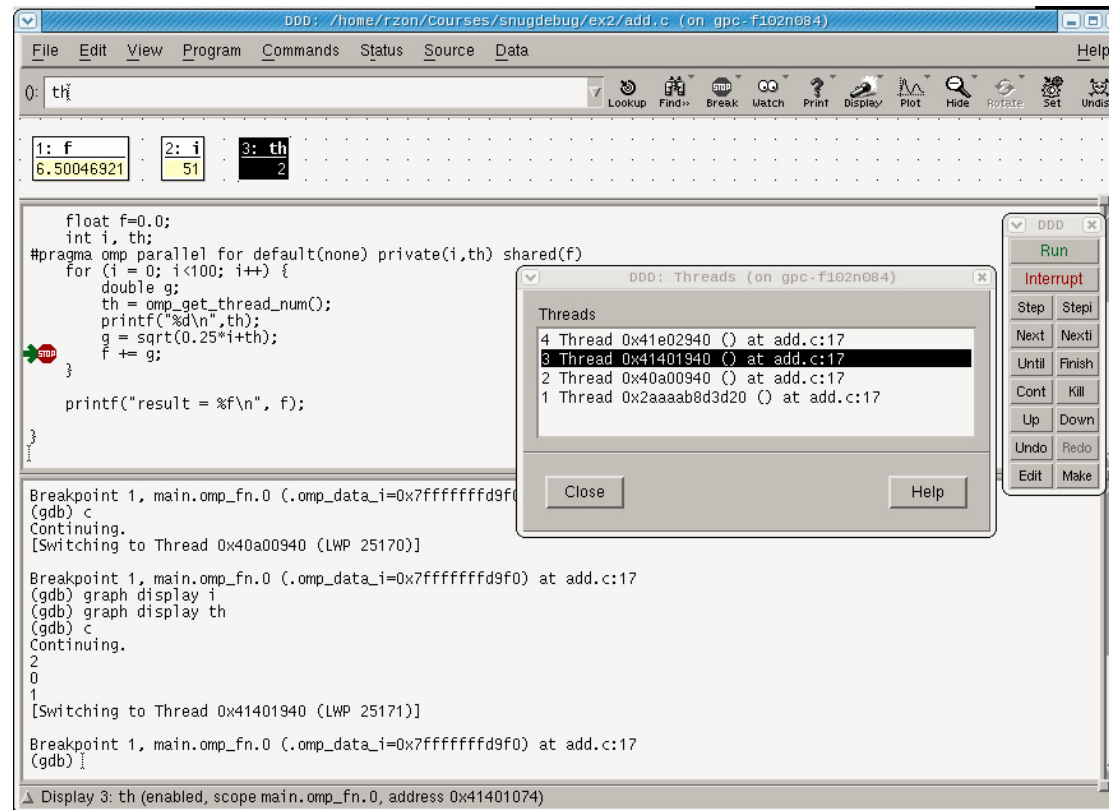 DDD: /home/rzon/Courses/snugdebug/ex2/add.c (on gpc-f102n084)
File Edit View Program Commands Status Source Data Help
(): th
Lookup Find» Break Watch Print Display Plot Hide Rotate Set Undis
1: f 2: i 3: th
6.50046921 51 2
float f=0.0;
int i, th;
#pragma omp parallel for default(none) private(i,th) shared(f)
for (i = 0; i<100; i++) {
double g;
th = omp_get_thread_num();
printf("%d\n",th);
g = sqrt(0.25*i+th);
STOP f += g;
}
printf("result = %f\n", f);
}
DDD: Threads (on gpc-f102n084)
Threads
4 Thread 0x41e02940 () at add.c:17
3 Thread 0x41401940 () at add.c:17
2 Thread 0x40a00940 () at add.c:17
1 Thread 0x2aaaab8d3d20 () at add.c:17
Close Help
DDD
Run
Interrupt
Step Stepi
Next Nexti
Until Finish
Cont Kill
Up Down
Undo Redo
Edit Make
Breakpoint 1, main.omp_fn.0 (.omp_data_i=0x7fffffffd9f0
(gdb) c
Continuing.
[Switching to Thread 0x40a00940 (LWP 25170)]
Breakpoint 1, main.omp_fn.0 (.omp_data_i=0x7fffffffd9f0) at add.c:17
(gdb) graph display i
(gdb) graph display th
(gdb) c
Continuing.
2
0
1
[Switching to Thread 0x41401940 (LWP 25171)]
Breakpoint 1, main.omp_fn.0 (.omp_data_i=0x7fffffffd9f0) at add.c:17
(gdb)
Display 3: th (enabled, scope main.omp_fn.0, address 0x41401074)